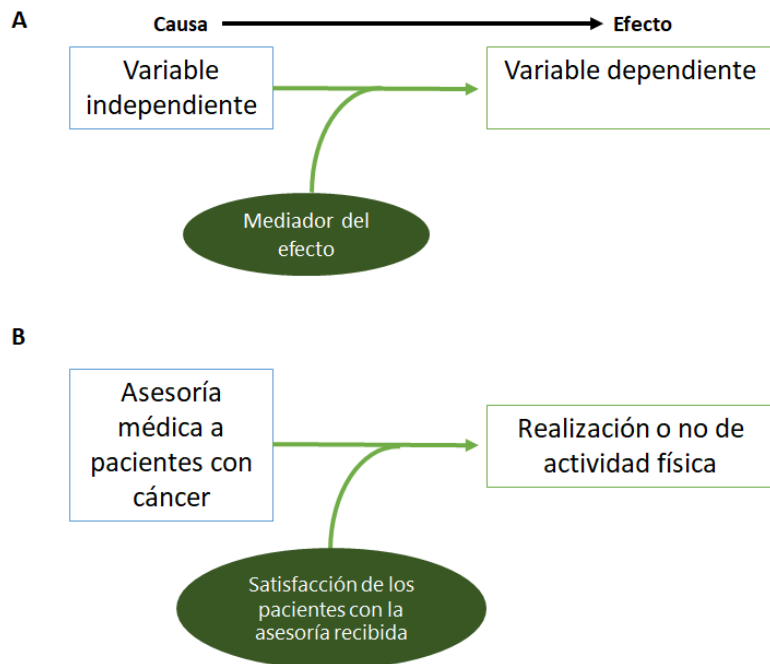 A
Causa
Efecto
Variable
independiente
Variable dependiente
Mediador del
efecto
B
Asesoría
médica a
pacientes con
cáncer
Realización o no de
actividad física
Satisfacción de los
pacientes con la
asesoría recibida